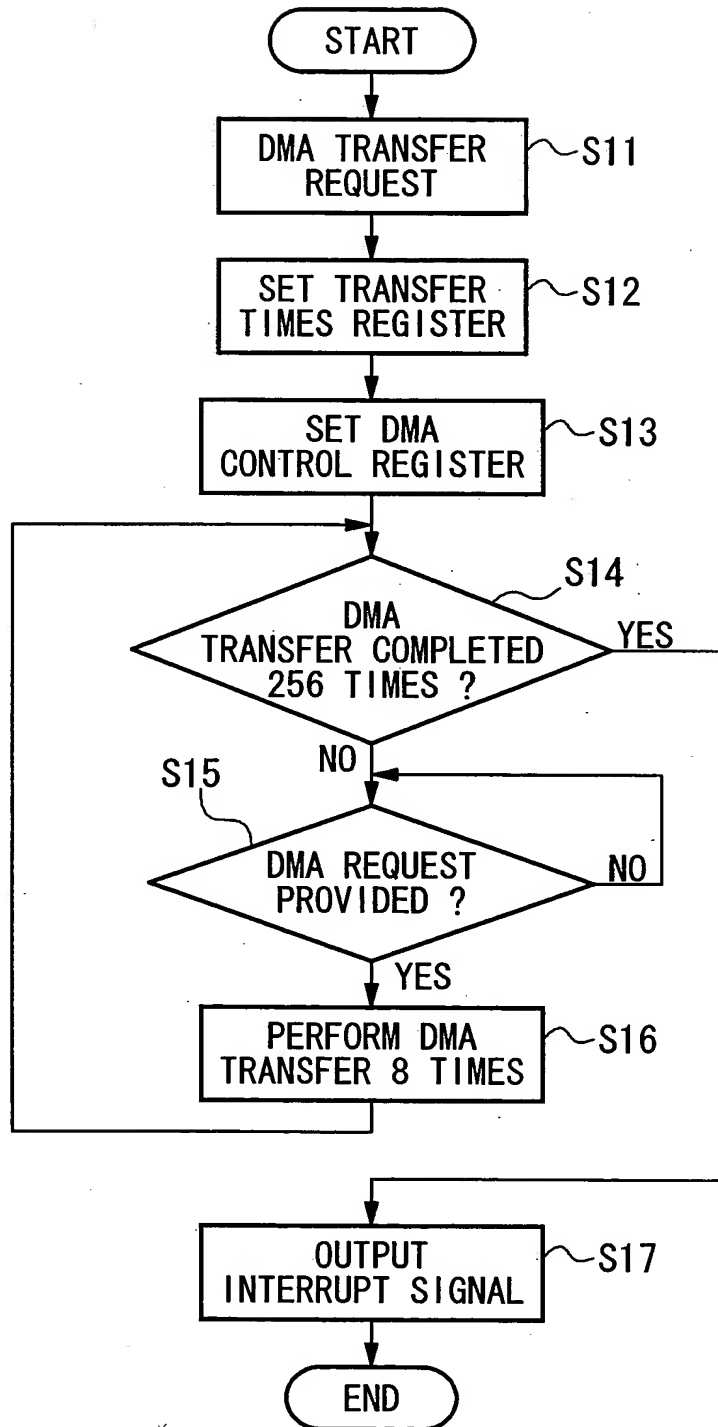 START
DMA TRANSFER
REQUEST
S11
SET TRANSFER
TIMES REGISTER
S12
SET DMA
CONTROL REGISTER
S13
S14
DMA
TRANSFER COMPLETED
256 TIMES ?
YES
NO
S15
DMA REQUEST
PROVIDED ?
NO
YES
PERFORM DMA
TRANSFER 8 TIMES
S16
OUTPUT
INTERRUPT SIGNAL
S17
END